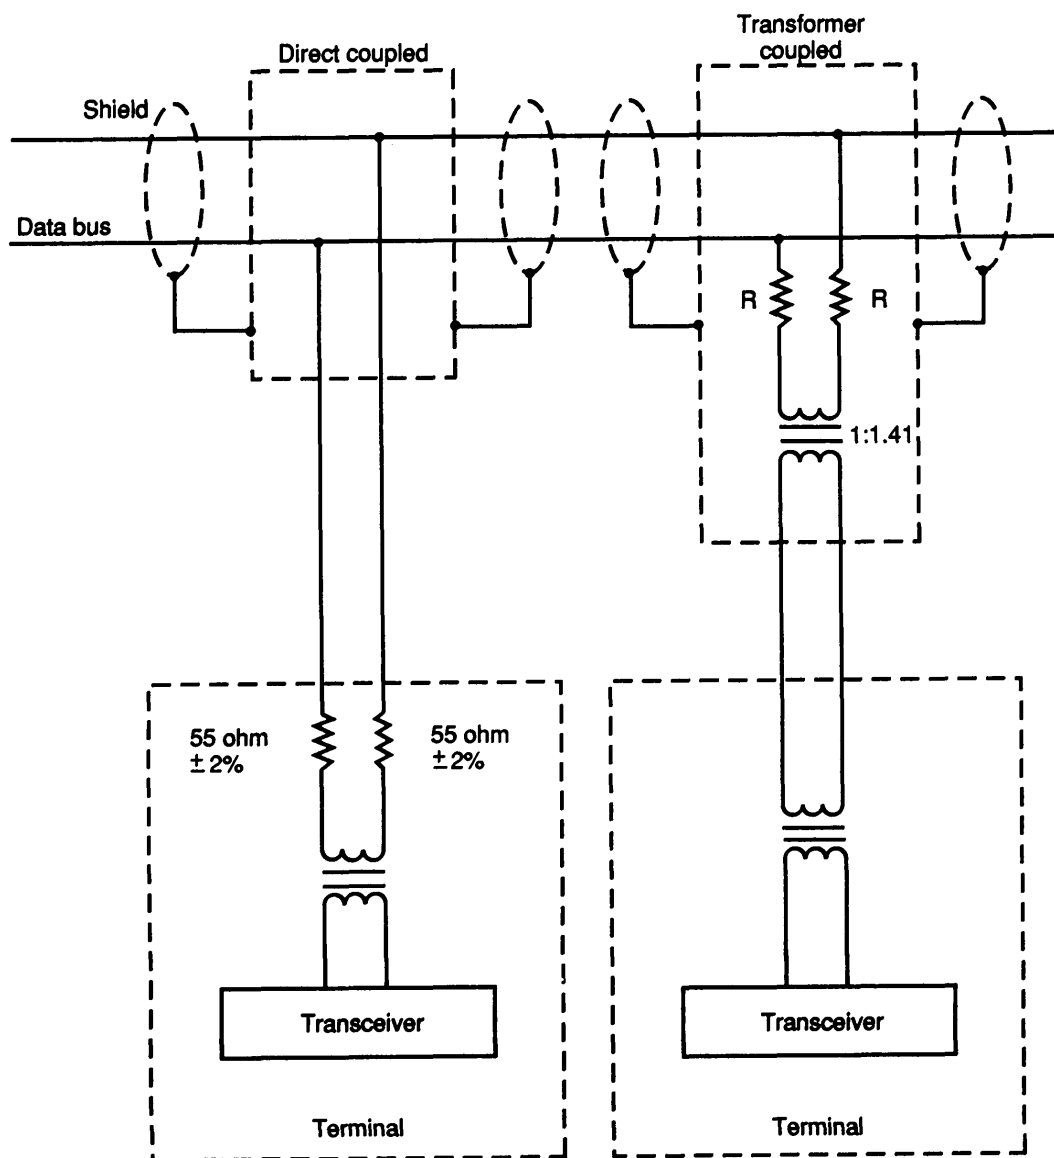 Direct coupled
Transformer
coupled
Shield
Data bus
R
R
1:1.41
55 ohm
±2%
55 ohm
±2%
Transceiver
Transceiver
Terminal
Terminal